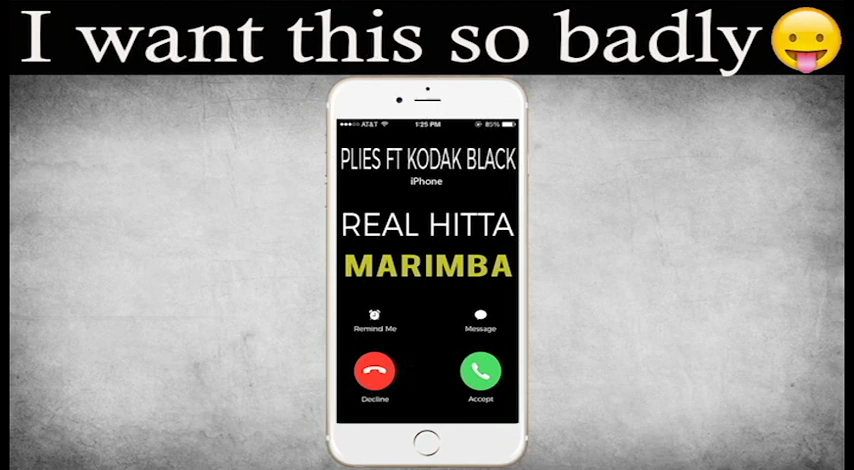 I want this so badly😛
AT&T 1:25 PM 85%
PLIES FT KODAK BLACK
iPhone
REAL HITTA
MARIMBA
Remind Me Message
Decline Accept